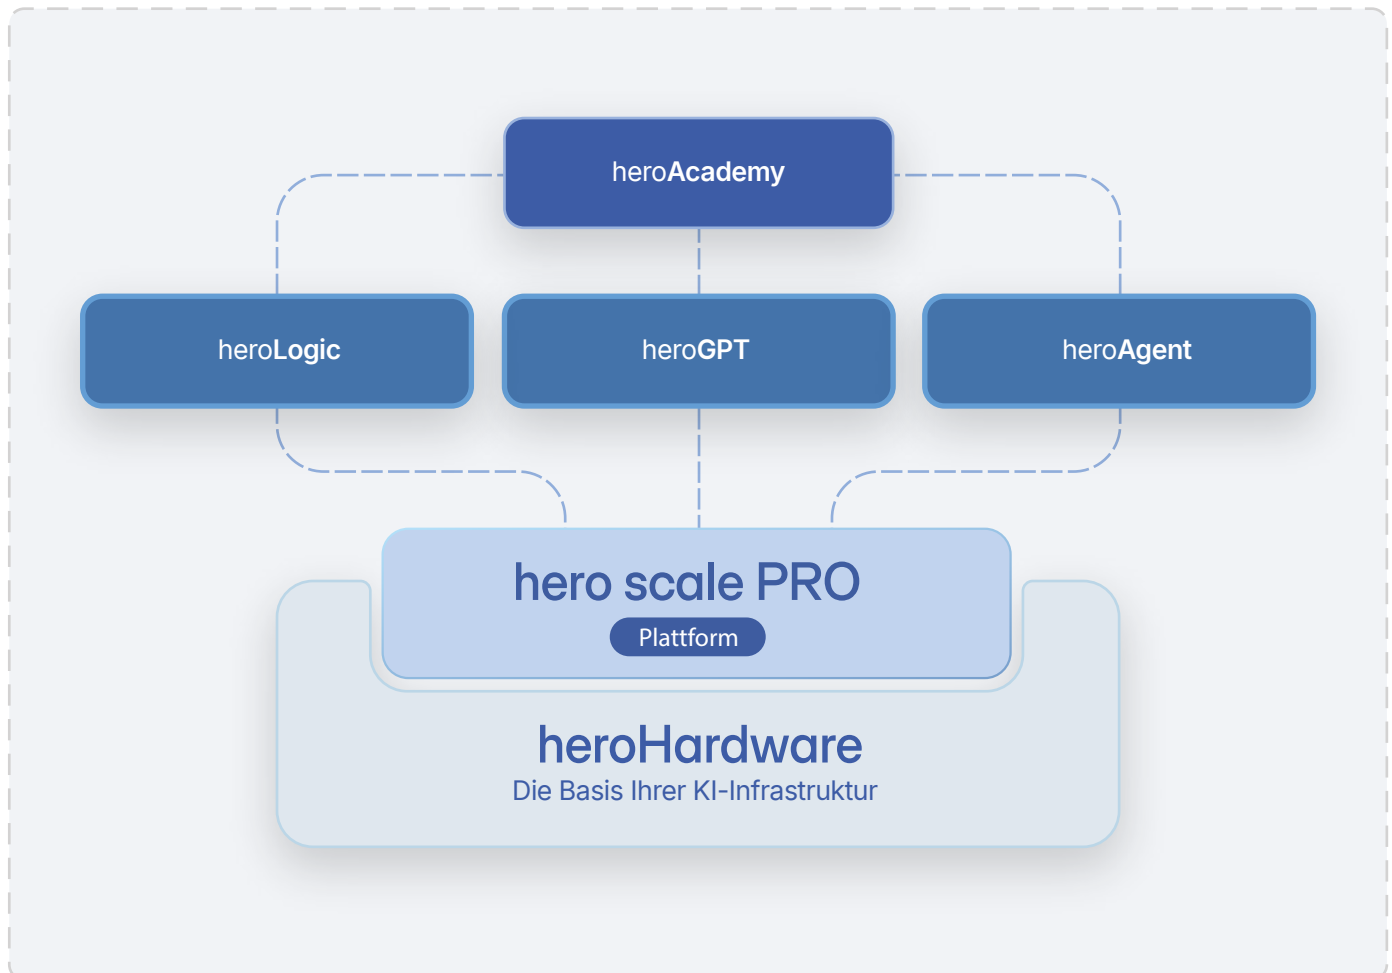 heroAcademy
heroLogic
heroGPT
heroAgent
hero scale PRO
Plattform
heroHardware
Die Basis Ihrer KI-Infrastruktur